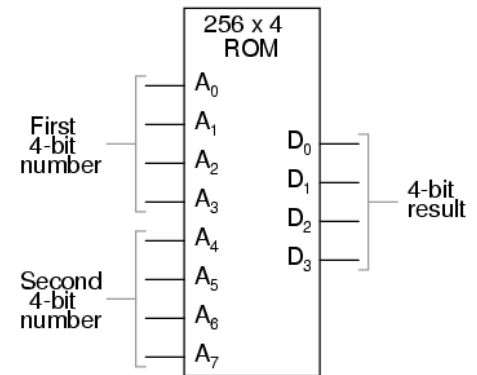 256 x 4
ROM
First
4-bit
number
A0
A1
A2
A3
Second
4-bit
number
A4
A5
A6
A7
D0
D1
D2
D3
4-bit
result